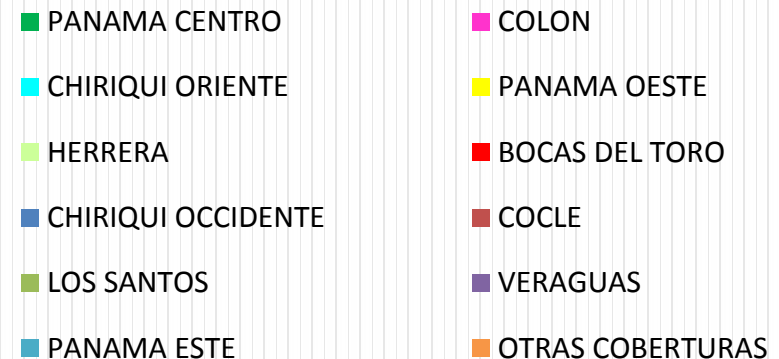 PANAMA CENTRO
COLON
CHIRIQUI ORIENTE
PANAMA OESTE
HERRERA
BOCAS DEL TORO
CHIRIQUI OCCIDENTE
COCLE
LOS SANTOS
VERAGUAS
PANAMA ESTE
OTRAS COBERTURAS